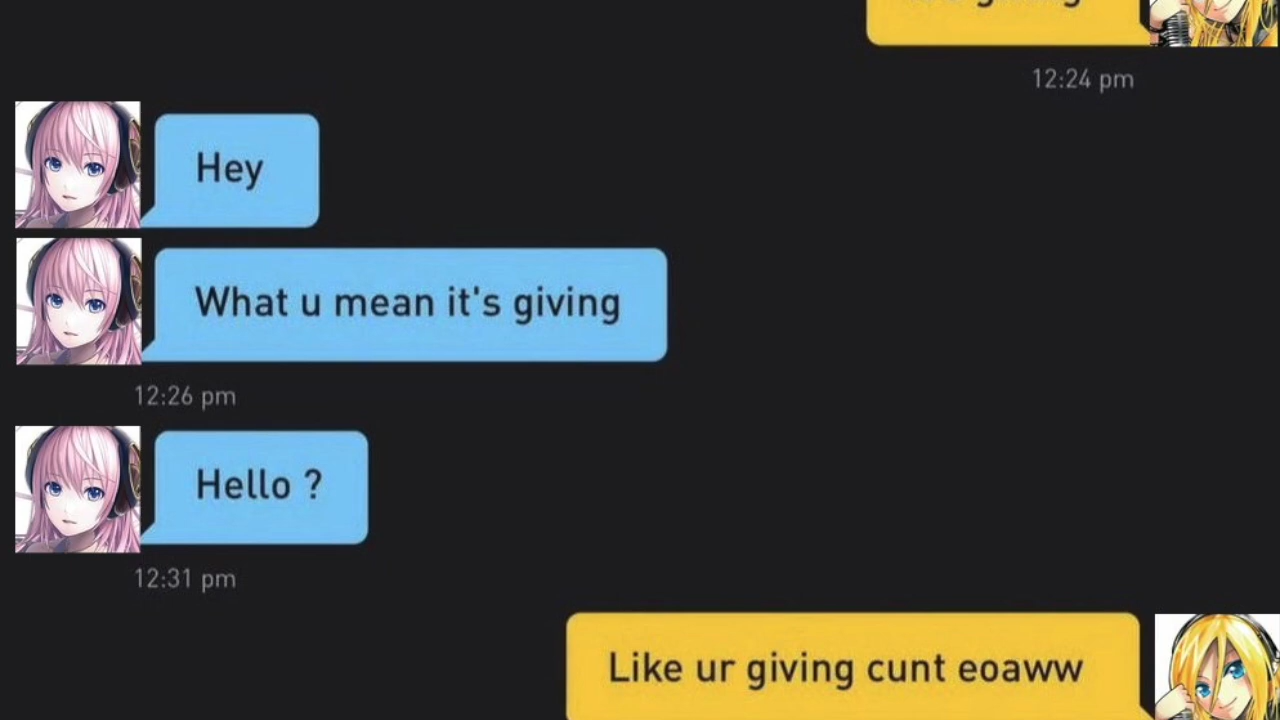 12:24 pm
Hey
What u mean it's giving
12:26 pm
Hello ?
12:31 pm
Like ur giving cunt eoaww